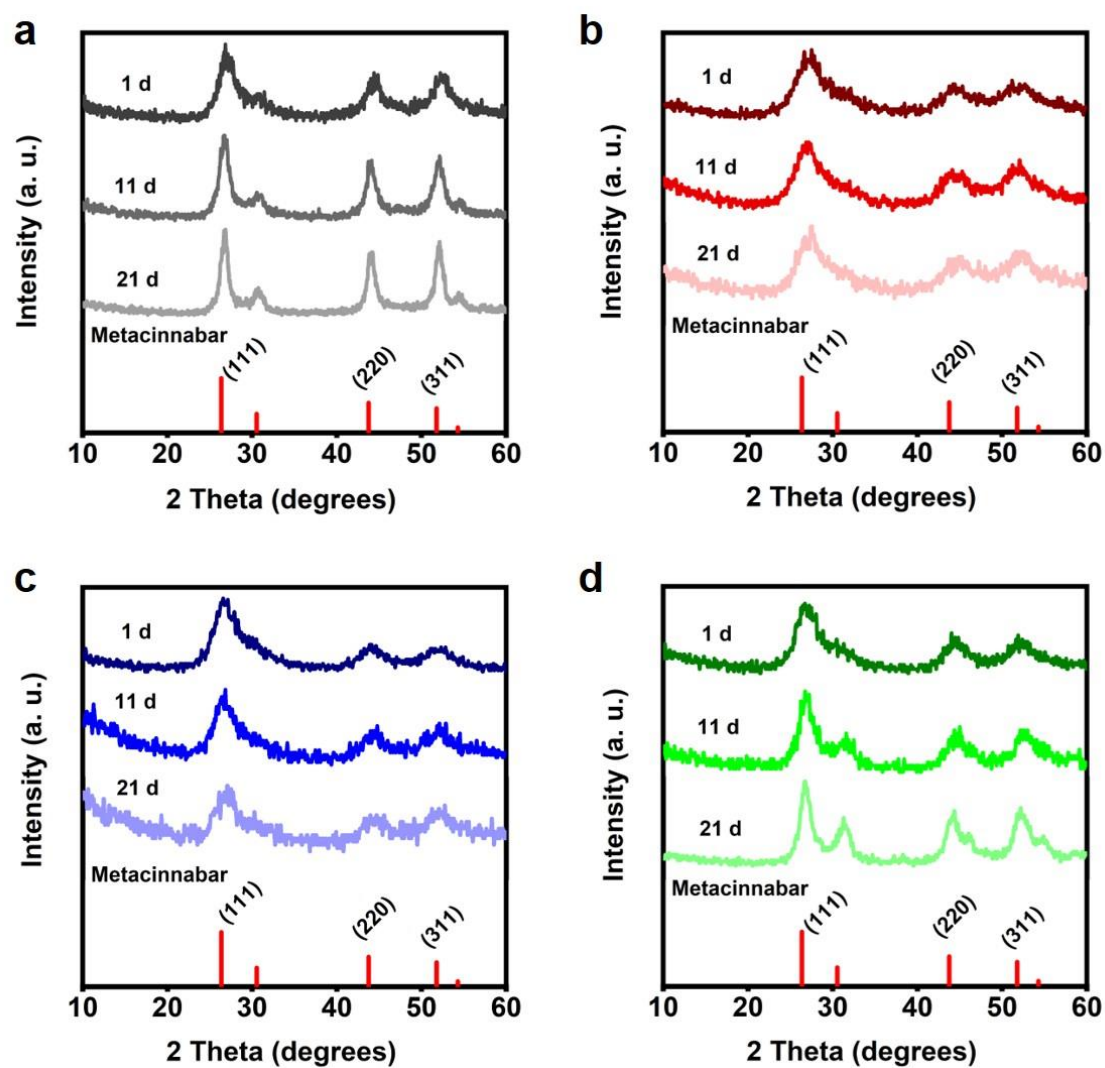 a
1 d
11 d
21 d
Metacinnabar
(111)
(220)
(311)
10 20 30 40 50 60
2 Theta (degrees)
Intensity (a. u.)
b
1 d
11 d
21 d
Metacinnabar
(111)
(220)
(311)
10 20 30 40 50 60
2 Theta (degrees)
Intensity (a. u.)
c
1 d
11 d
21 d
Metacinnabar
(111)
(220)
(311)
10 20 30 40 50 60
2 Theta (degrees)
Intensity (a. u.)
d
1 d
11 d
21 d
Metacinnabar
(111)
(220)
(311)
10 20 30 40 50 60
2 Theta (degrees)
Intensity (a. u.)